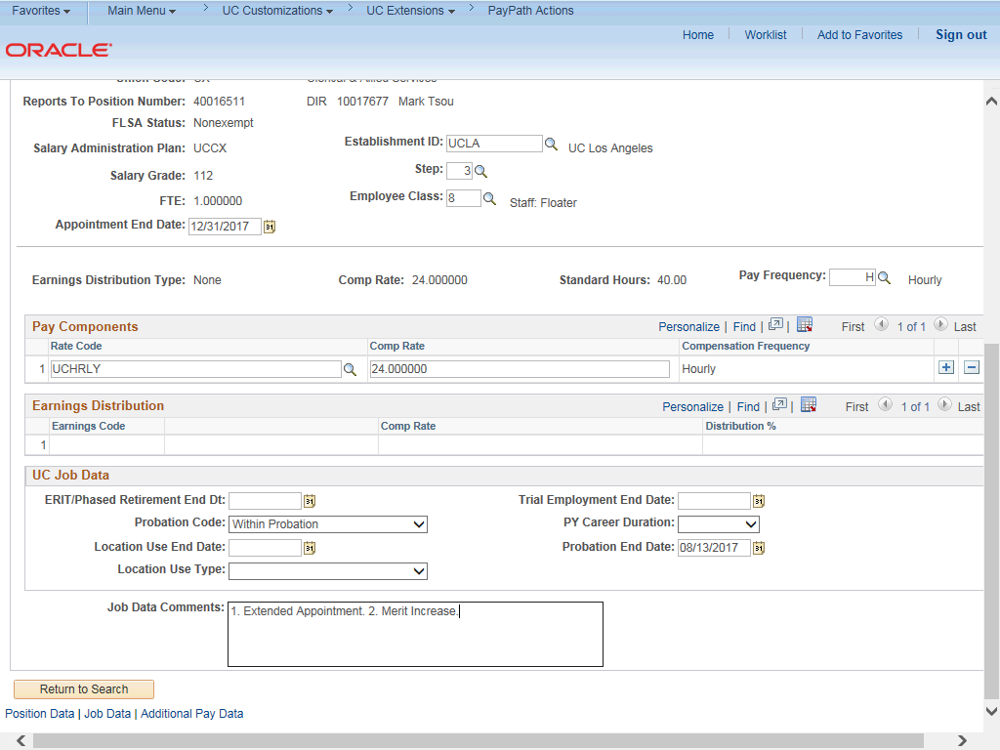 Favorites Main Menu > UC Customizations > UC Extensions > PayPath Actions
Home Worklist Add to Favorites Sign out
ORACLE
Reports To Position Number: 40016511 DIR 10017677 Mark Tsou
FLSA Status: Nonexempt
Establishment ID: UCLA UC Los Angeles
Salary Administration Plan: UCCX
Step: 3
Salary Grade: 112
Employee Class: 8 Staff: Floater
FTE: 1.000000
Appointment End Date: 12/31/2017
Earnings Distribution Type: None Comp Rate: 24.000000 Standard Hours: 40.00 Pay Frequency: H Hourly
Pay Components Personalize | Find | | First 1 of 1 Last
Rate Code Comp Rate Compensation Frequency
1 UCHRLY 24.000000 Hourly
Earnings Distribution Personalize | Find | | First 1 of 1 Last
Earnings Code Comp Rate Distribution %
1
UC Job Data
ERIT/Phased Retirement End Dt: Trial Employment End Date:
Probation Code: Within Probation PY Career Duration:
Location Use End Date: Probation End Date: 08/13/2017
Location Use Type:
Job Data Comments: 1. Extended Appointment. 2. Merit Increase.
Return to Search
Position Data | Job Data | Additional Pay Data